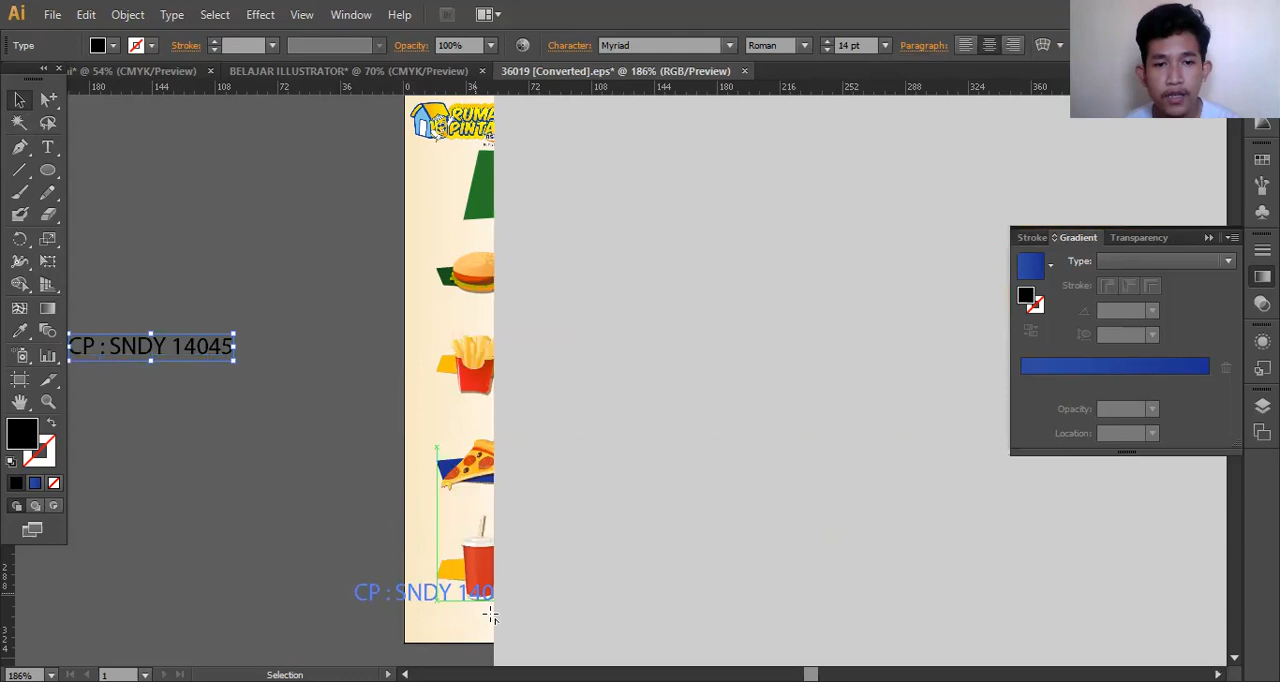 Ai File Edit Object Type Select Effect View Window Help
Type Stroke: Opacity: 100% Character: Myriad Roman 14 pt Paragraph:
@ 54% (CMYK/Preview) BELAJAR ILLUSTRATOR* @ 70% (CMYK/Preview) 36019 [Converted].eps* @ 186% (RGB/Preview)
180 144 108 72 36 0 36 72 108 144 180 216 252 288 324 360
Stroke Gradient Transparency
Type:
Stroke:
CP : SNDY 14045
Opacity:
Location:
CP : SNDY 140
186% 1 Selection